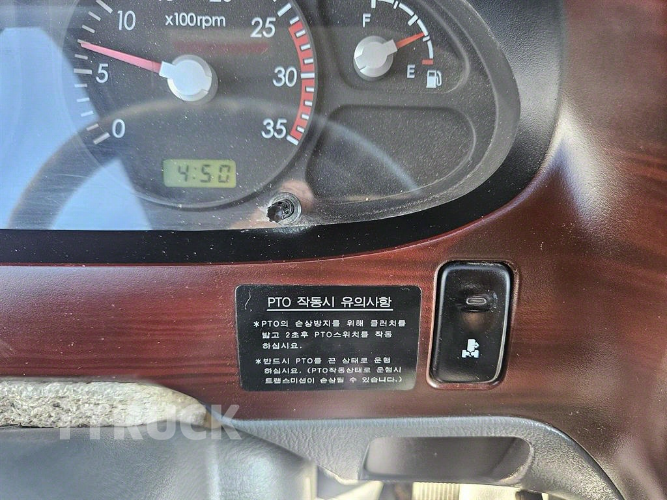 10
x100rpm
25
5
30
0
35
F
E
4:50
PTO 작동시 유의사항
*PTO의 손상방지를 위해 클러치를
밟고 2초후 PTO스위치를 작동
하십시요.
*반드시 PTO를 끈 상태로 운행
하십시요. (PTO작동상태로 운행시
트랜스미션이 손상될 수 있습니다.)
TTRUCK